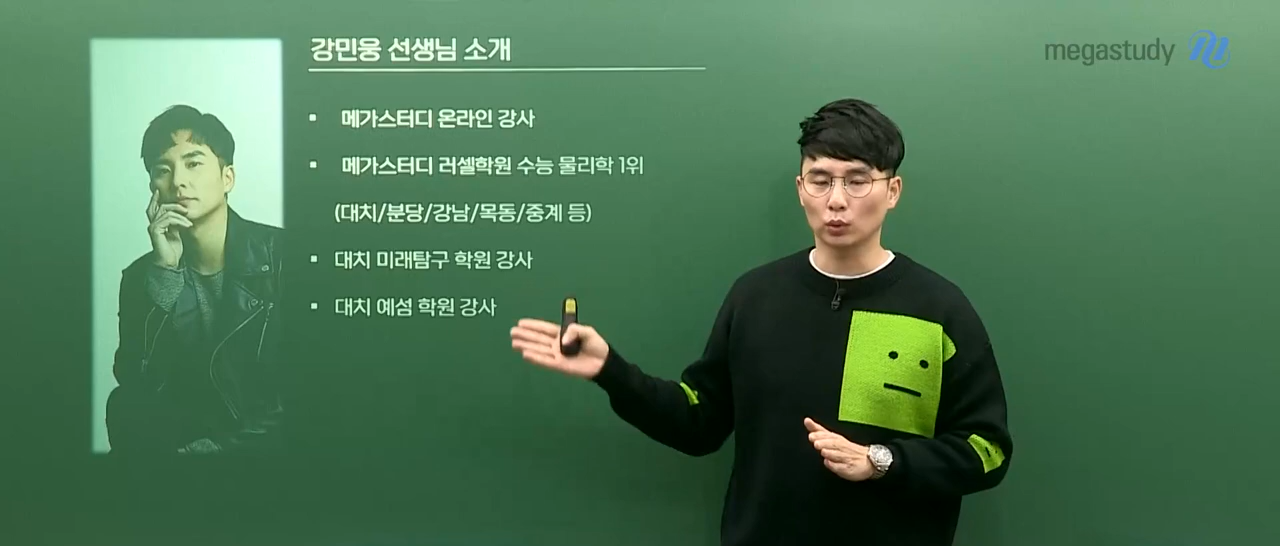 강민웅 선생님 소개
megastudy
▪ 메가스터디 온라인 강사
▪ 메가스터디 러셀학원 수능 물리학 1위
(대치/분당/강남/목동/중계 등)
▪ 대치 미래탐구 학원 강사
▪ 대치 예섬 학원 강사